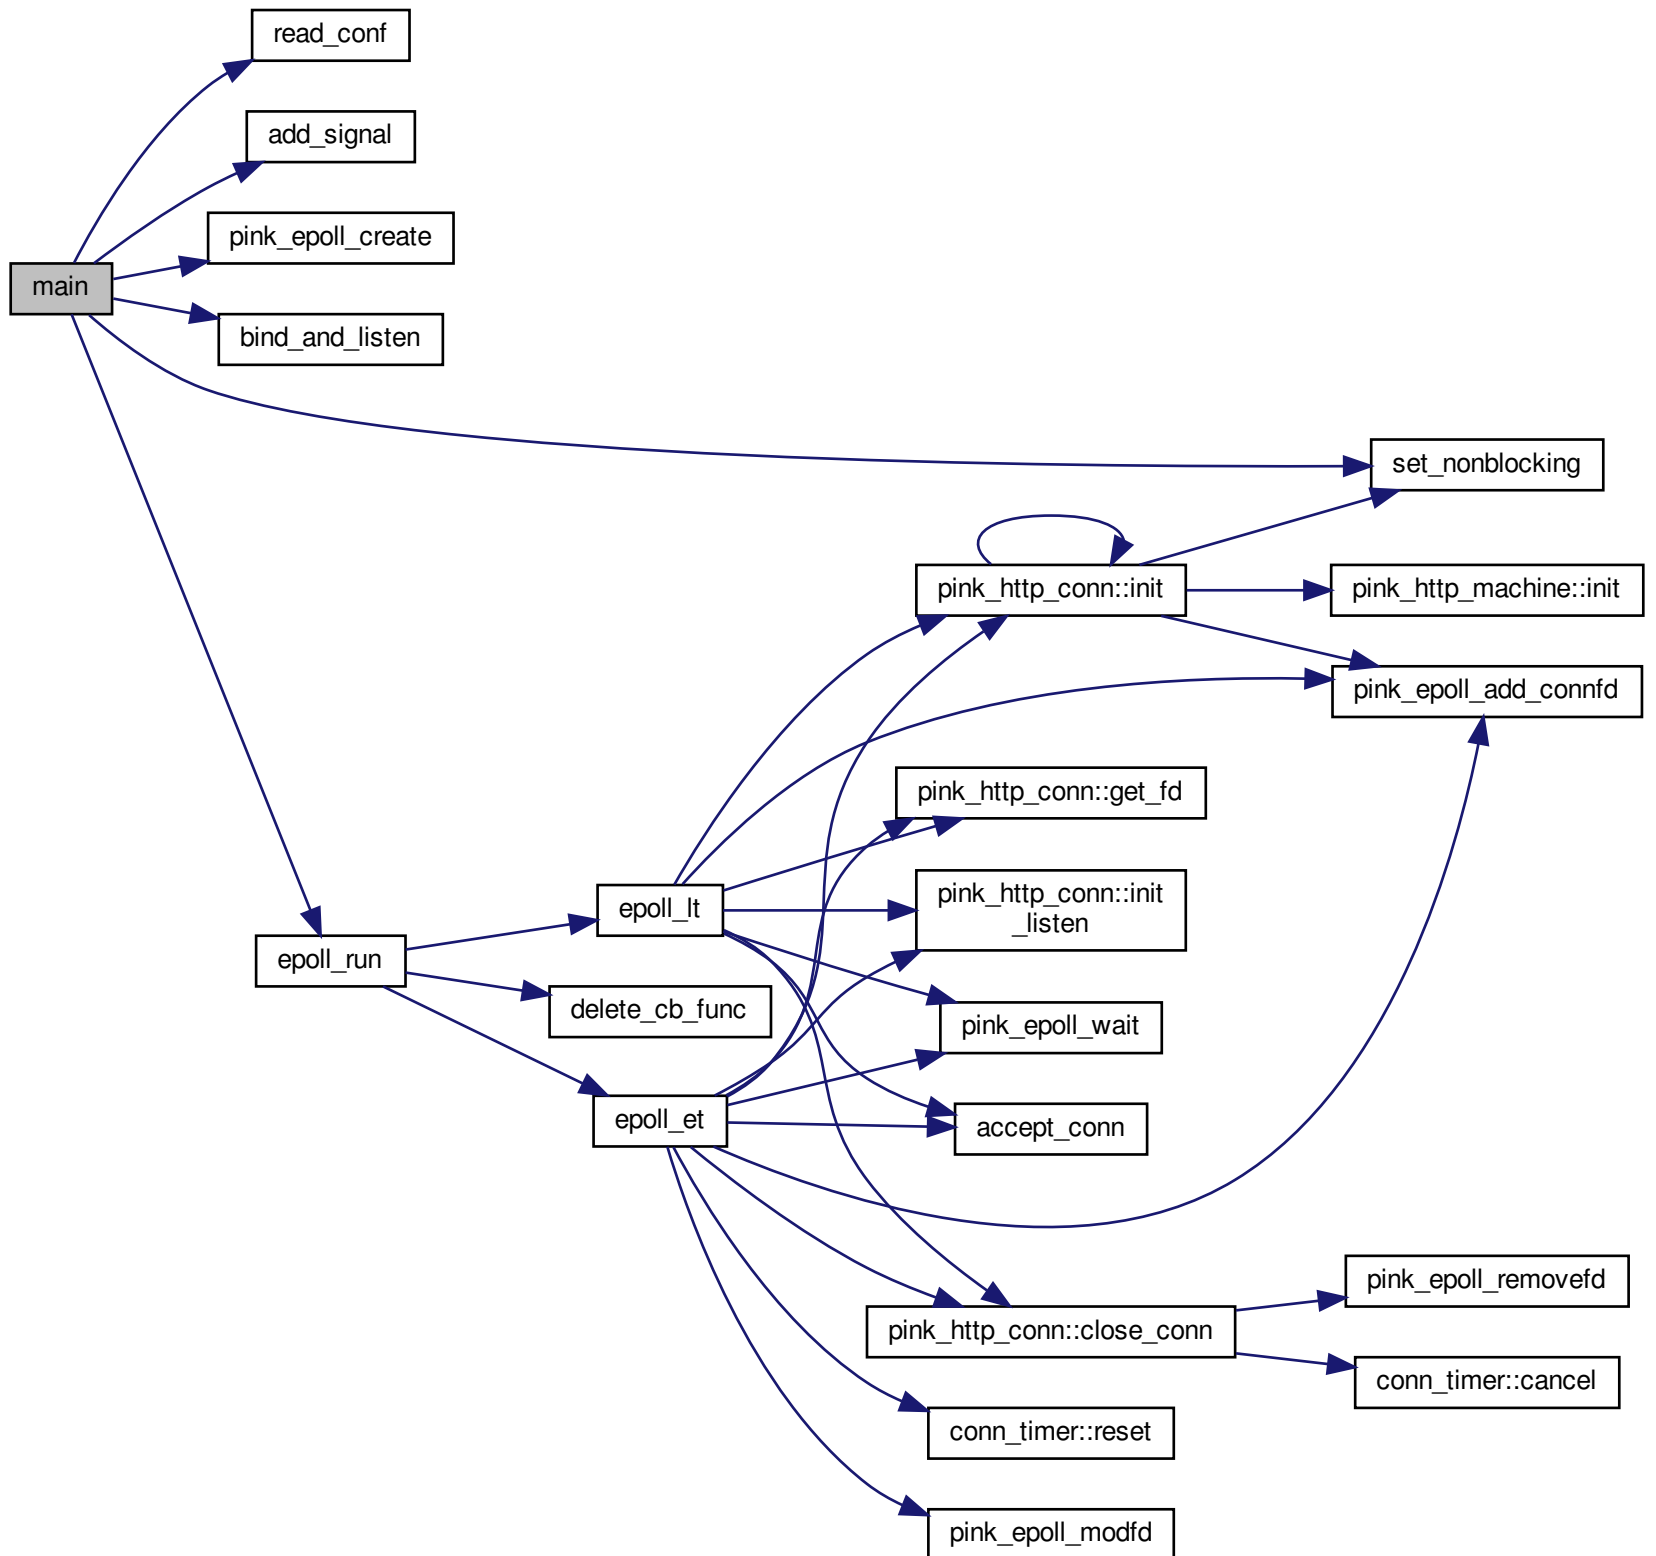 read_conf
add_signal
pink_epoll_create
main
bind_and_listen
set_nonblocking
pink_http_conn::init
pink_http_machine::init
pink_epoll_add_connfd
pink_http_conn::get_fd
epoll_lt
pink_http_conn::init
_listen
epoll_run
delete_cb_func
pink_epoll_wait
epoll_et
accept_conn
pink_epoll_removefd
pink_http_conn::close_conn
conn_timer::cancel
conn_timer::reset
pink_epoll_modfd